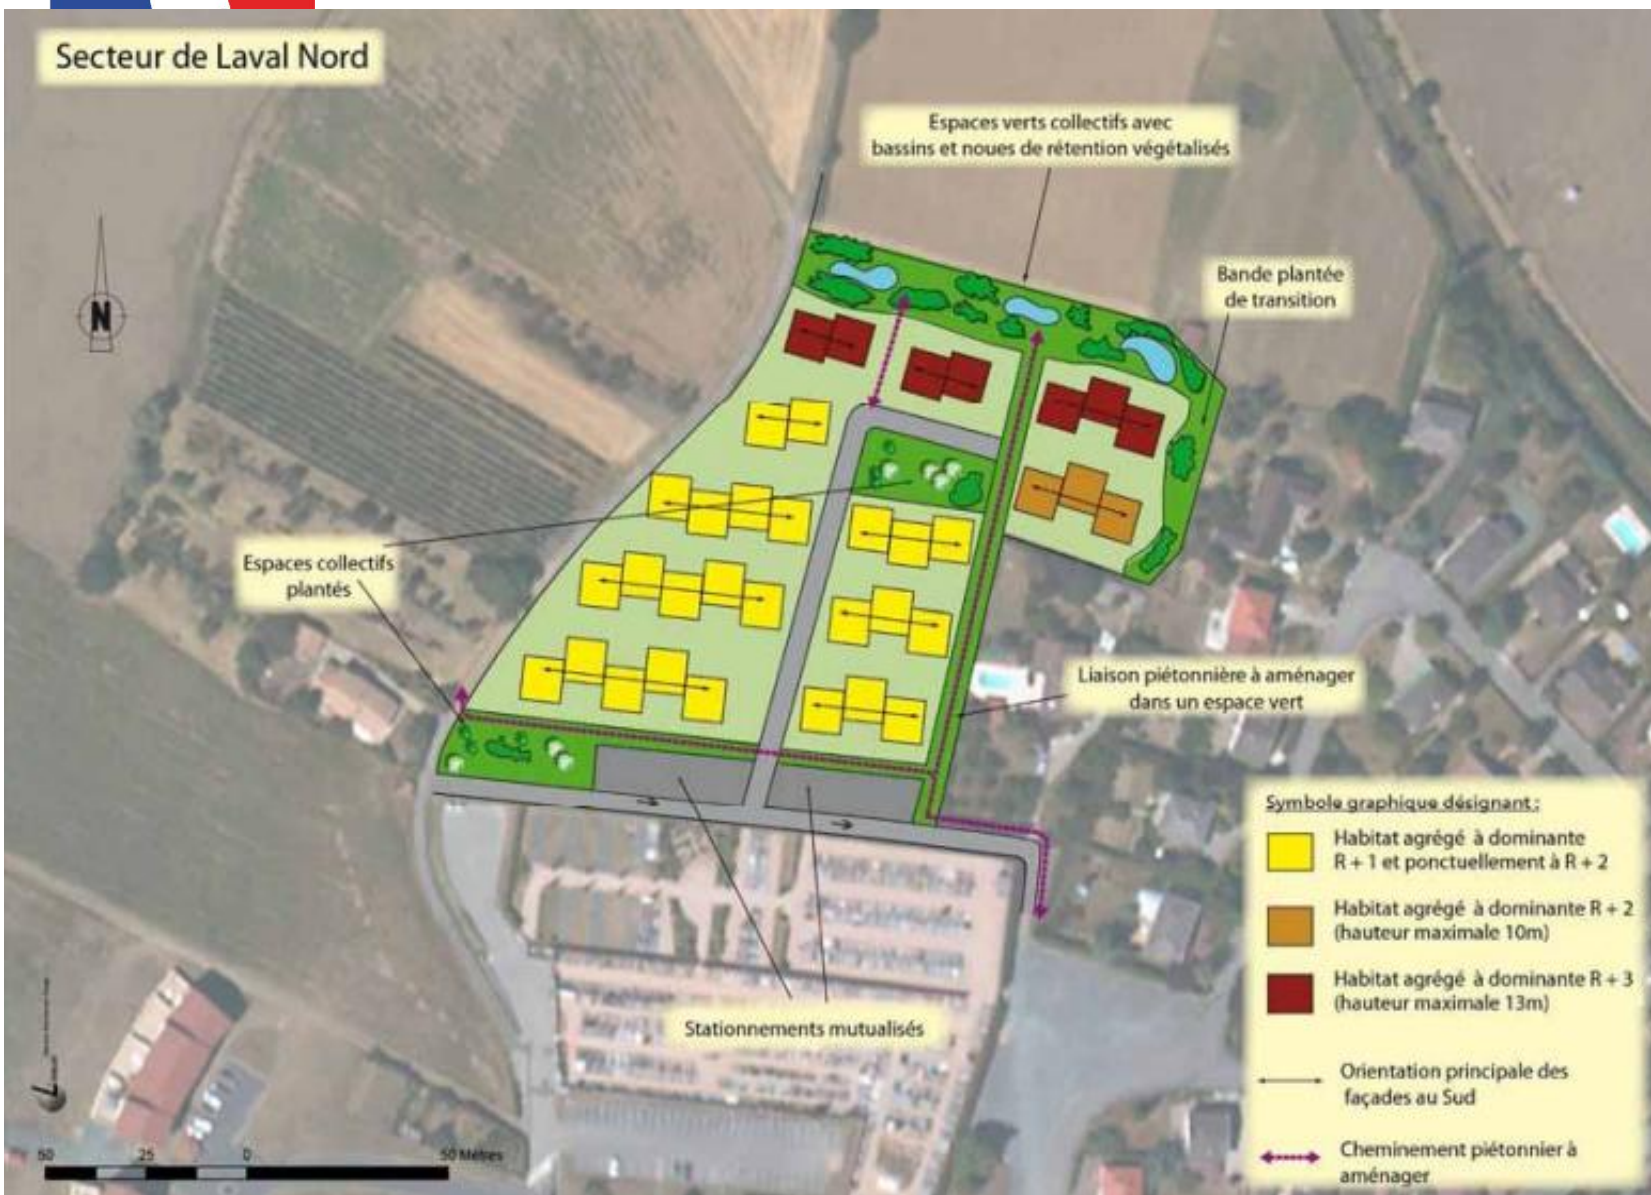 Secteur de Laval Nord
Espaces verts collectifs avec
bassins et noues de rétention végétalisés
Bande plantée
de transition
N
Espaces collectifs
plantés
Liaison piétonnière à aménager
dans un espace vert
Stationnements mutualisés
Symbole graphique désignant :
Habitat agrégé à dominante
R + 1 et ponctuellement à R + 2
Habitat agrégé à dominante R + 2
(hauteur maximale 10m)
Habitat agrégé à dominante R + 3
(hauteur maximale 13m)
Orientation principale des
façades au Sud
Cheminement piétonnier à
aménager
50 25 0 50 Mètres